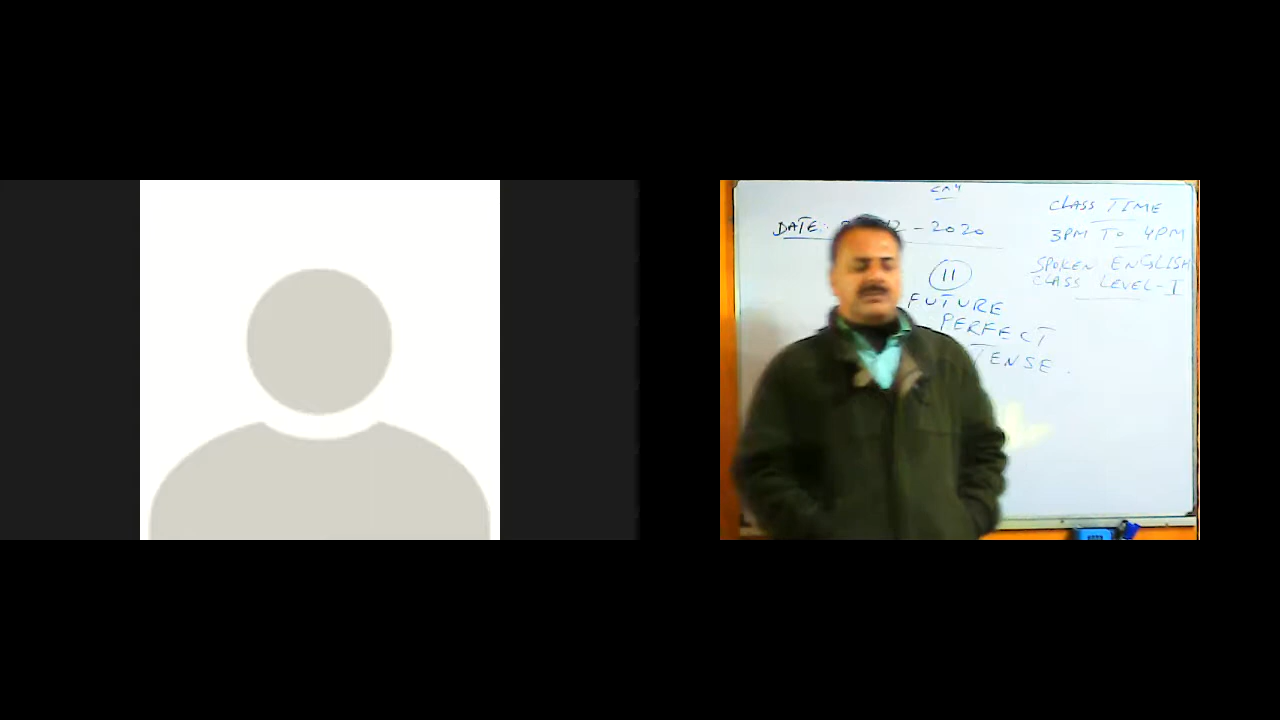 DATE: - 2020
CLASS TIME
3PM TO 4PM
SPOKEN ENGLISH
CLASS LEVEL-I
11
FUTURE
PERFECT
TENSE.